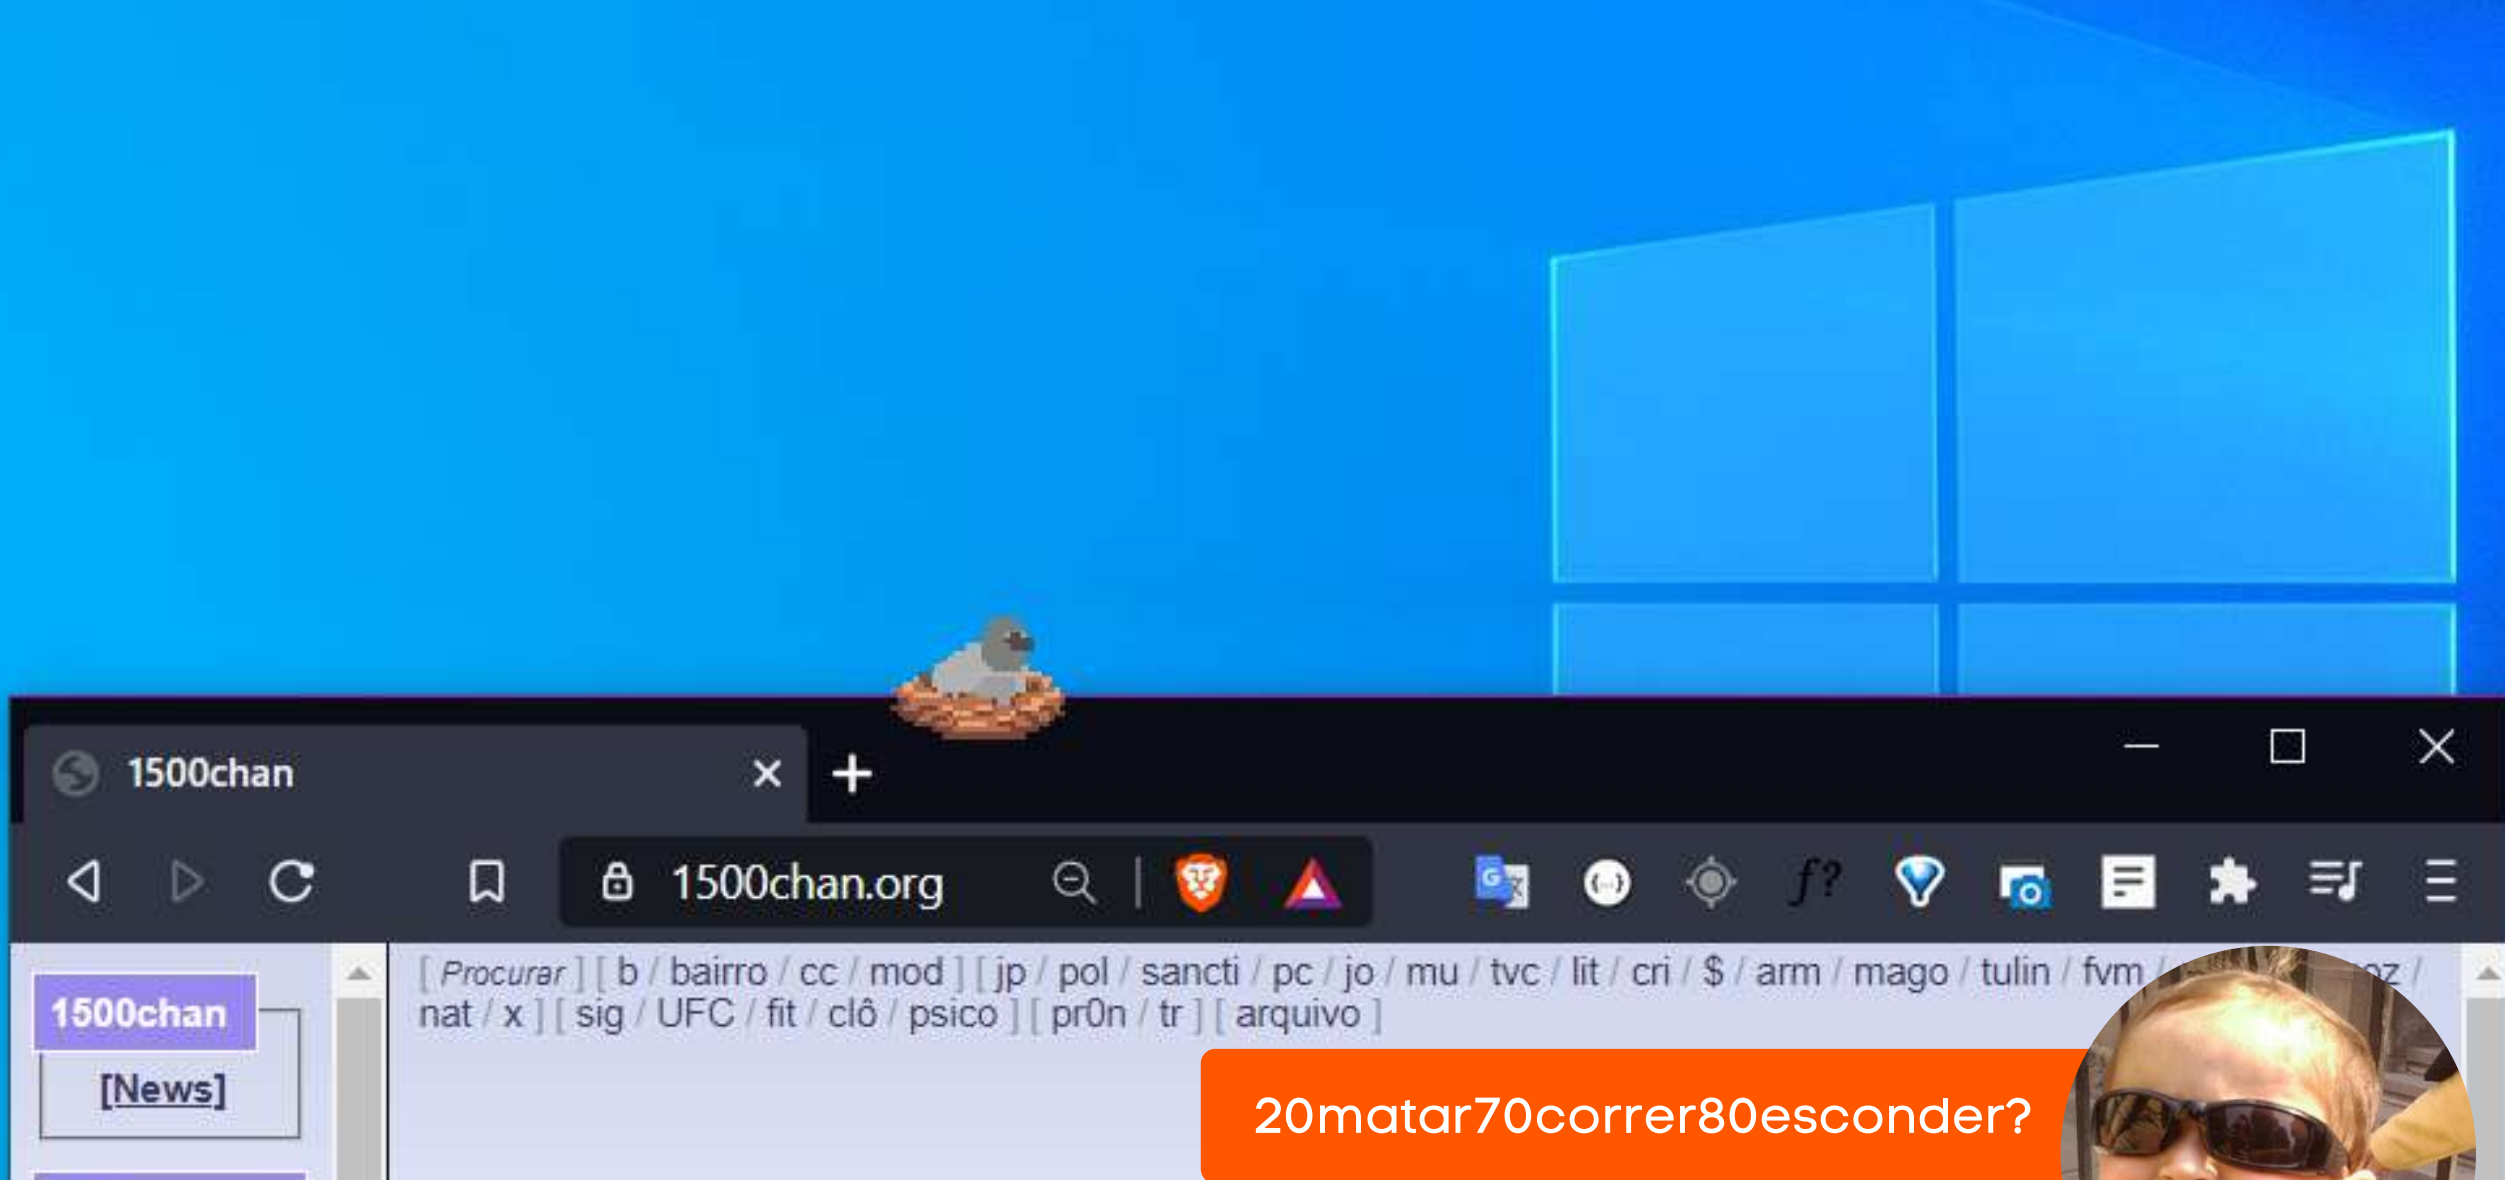 1500chan
1500chan.org
1500chan
[News]
[ Procurar ] [ b / bairro / cc / mod ] [ jp / pol / sancti / pc / jo / mu / tvc / lit / cri / $ / arm / mago / tulin / fvm /
nat / x ] [ sig / UFC / fit / clô / psico ] [ pr0n / tr ] [ arquivo ]
20matar70correr80esconder?